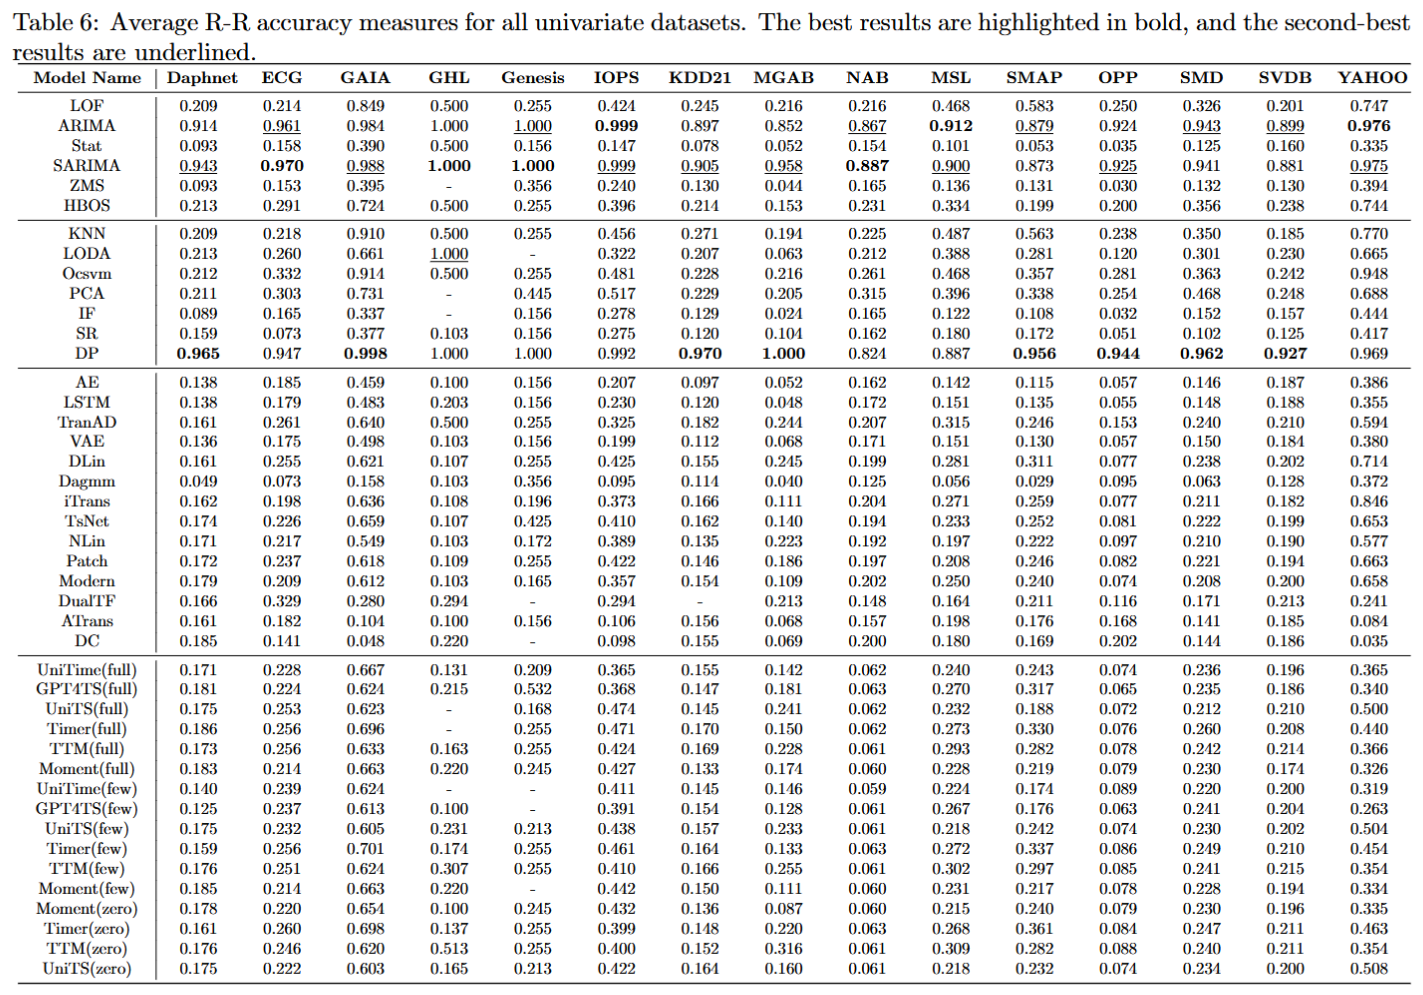 Table 6: Average R-R accuracy measures for all univariate datasets. The best results are highlighted in bold, and the second-best
results are underlined.
Model Name Daphnet ECG GAIA GHL Genesis IOPS KDD21 MGAB NAB MSL SMAP OPP SMD SVDB YAHOO
LOF 0.209 0.214 0.849 0.500 0.255 0.424 0.245 0.216 0.216 0.468 0.583 0.250 0.326 0.201 0.747
ARIMA 0.914 0.961 0.984 1.000 1.000 0.999 0.897 0.852 0.867 0.912 0.879 0.924 0.943 0.899 0.976
Stat 0.093 0.158 0.390 0.500 0.156 0.147 0.078 0.052 0.154 0.101 0.053 0.035 0.125 0.160 0.335
SARIMA 0.943 0.970 0.988 1.000 1.000 0.999 0.905 0.958 0.887 0.900 0.873 0.925 0.941 0.881 0.975
ZMS 0.093 0.153 0.395 - 0.356 0.240 0.130 0.044 0.165 0.136 0.131 0.030 0.132 0.130 0.394
HBOS 0.213 0.291 0.724 0.500 0.255 0.396 0.214 0.153 0.231 0.334 0.199 0.200 0.356 0.238 0.744
KNN 0.209 0.218 0.910 0.500 0.255 0.456 0.271 0.194 0.225 0.487 0.563 0.238 0.350 0.185 0.770
LODA 0.213 0.260 0.661 1.000 - 0.322 0.207 0.063 0.212 0.388 0.281 0.120 0.301 0.230 0.665
Ocsvm 0.212 0.332 0.914 0.500 0.255 0.481 0.228 0.216 0.261 0.468 0.357 0.281 0.363 0.242 0.948
PCA 0.211 0.303 0.731 - 0.445 0.517 0.229 0.205 0.315 0.396 0.338 0.254 0.468 0.248 0.688
IF 0.089 0.165 0.337 - 0.156 0.278 0.129 0.024 0.165 0.122 0.108 0.032 0.152 0.157 0.444
SR 0.159 0.073 0.377 0.103 0.156 0.275 0.120 0.104 0.162 0.180 0.172 0.051 0.102 0.125 0.417
DP 0.965 0.947 0.998 1.000 1.000 0.992 0.970 1.000 0.824 0.887 0.956 0.944 0.962 0.927 0.969
AE 0.138 0.185 0.459 0.100 0.156 0.207 0.097 0.052 0.162 0.142 0.115 0.057 0.146 0.187 0.386
LSTM 0.138 0.179 0.483 0.203 0.156 0.230 0.120 0.048 0.172 0.151 0.135 0.055 0.148 0.188 0.355
TranAD 0.161 0.261 0.640 0.500 0.255 0.325 0.182 0.244 0.207 0.315 0.246 0.153 0.240 0.210 0.594
VAE 0.136 0.175 0.498 0.103 0.156 0.199 0.112 0.068 0.171 0.151 0.130 0.057 0.150 0.184 0.380
DLin 0.161 0.255 0.621 0.107 0.255 0.425 0.155 0.245 0.199 0.281 0.311 0.077 0.238 0.202 0.714
Dagmm 0.049 0.073 0.158 0.103 0.356 0.095 0.114 0.040 0.125 0.056 0.029 0.095 0.063 0.128 0.372
iTrans 0.162 0.198 0.636 0.108 0.196 0.373 0.166 0.111 0.204 0.271 0.259 0.077 0.211 0.182 0.846
TsNet 0.174 0.226 0.659 0.107 0.425 0.410 0.162 0.140 0.194 0.233 0.252 0.081 0.222 0.199 0.653
NLin 0.171 0.217 0.549 0.103 0.172 0.389 0.135 0.223 0.192 0.197 0.222 0.097 0.210 0.190 0.577
Patch 0.172 0.237 0.618 0.109 0.255 0.422 0.146 0.186 0.197 0.208 0.246 0.082 0.221 0.194 0.663
Modern 0.179 0.209 0.612 0.103 0.165 0.357 0.154 0.109 0.202 0.250 0.240 0.074 0.208 0.200 0.658
DualTF 0.166 0.329 0.280 0.294 - 0.294 - 0.213 0.148 0.164 0.211 0.116 0.171 0.213 0.241
ATrans 0.161 0.182 0.104 0.100 0.156 0.106 0.156 0.068 0.157 0.198 0.176 0.168 0.141 0.185 0.084
DC 0.185 0.141 0.048 0.220 - 0.098 0.155 0.069 0.200 0.180 0.169 0.202 0.144 0.186 0.035
UniTime(full) 0.171 0.228 0.667 0.131 0.209 0.365 0.155 0.142 0.062 0.240 0.243 0.074 0.236 0.196 0.365
GPT4TS(full) 0.181 0.224 0.624 0.215 0.532 0.368 0.147 0.181 0.063 0.270 0.317 0.065 0.235 0.186 0.340
UniTS(full) 0.175 0.253 0.623 - 0.168 0.474 0.145 0.241 0.062 0.232 0.188 0.072 0.212 0.210 0.500
Timer(full) 0.186 0.256 0.696 - 0.255 0.471 0.170 0.150 0.062 0.273 0.330 0.076 0.260 0.208 0.440
TTM(full) 0.173 0.256 0.633 0.163 0.255 0.424 0.169 0.228 0.061 0.293 0.282 0.078 0.242 0.214 0.366
Moment(full) 0.183 0.214 0.663 0.220 0.245 0.427 0.133 0.174 0.060 0.228 0.219 0.079 0.230 0.174 0.326
UniTime(few) 0.140 0.239 0.624 - - 0.411 0.145 0.146 0.059 0.224 0.174 0.089 0.220 0.200 0.319
GPT4TS(few) 0.125 0.237 0.613 0.100 - 0.391 0.154 0.128 0.061 0.267 0.176 0.063 0.241 0.204 0.263
UniTS(few) 0.175 0.232 0.605 0.231 0.213 0.438 0.157 0.233 0.061 0.218 0.242 0.074 0.230 0.202 0.504
Timer(few) 0.159 0.256 0.701 0.174 0.255 0.461 0.164 0.133 0.063 0.272 0.337 0.086 0.249 0.210 0.454
TTM(few) 0.176 0.251 0.624 0.307 0.255 0.410 0.166 0.255 0.061 0.302 0.297 0.085 0.241 0.215 0.354
Moment(few) 0.185 0.214 0.663 0.220 - 0.442 0.150 0.111 0.060 0.231 0.217 0.078 0.228 0.194 0.334
Moment(zero) 0.178 0.220 0.654 0.100 0.245 0.432 0.136 0.087 0.060 0.215 0.240 0.079 0.230 0.196 0.335
Timer(zero) 0.161 0.260 0.698 0.137 0.255 0.399 0.148 0.220 0.063 0.268 0.361 0.084 0.247 0.211 0.463
TTM(zero) 0.176 0.246 0.620 0.513 0.255 0.400 0.152 0.316 0.061 0.309 0.282 0.088 0.240 0.211 0.354
UniTS(zero) 0.175 0.222 0.603 0.165 0.213 0.422 0.164 0.160 0.061 0.218 0.232 0.074 0.234 0.200 0.508